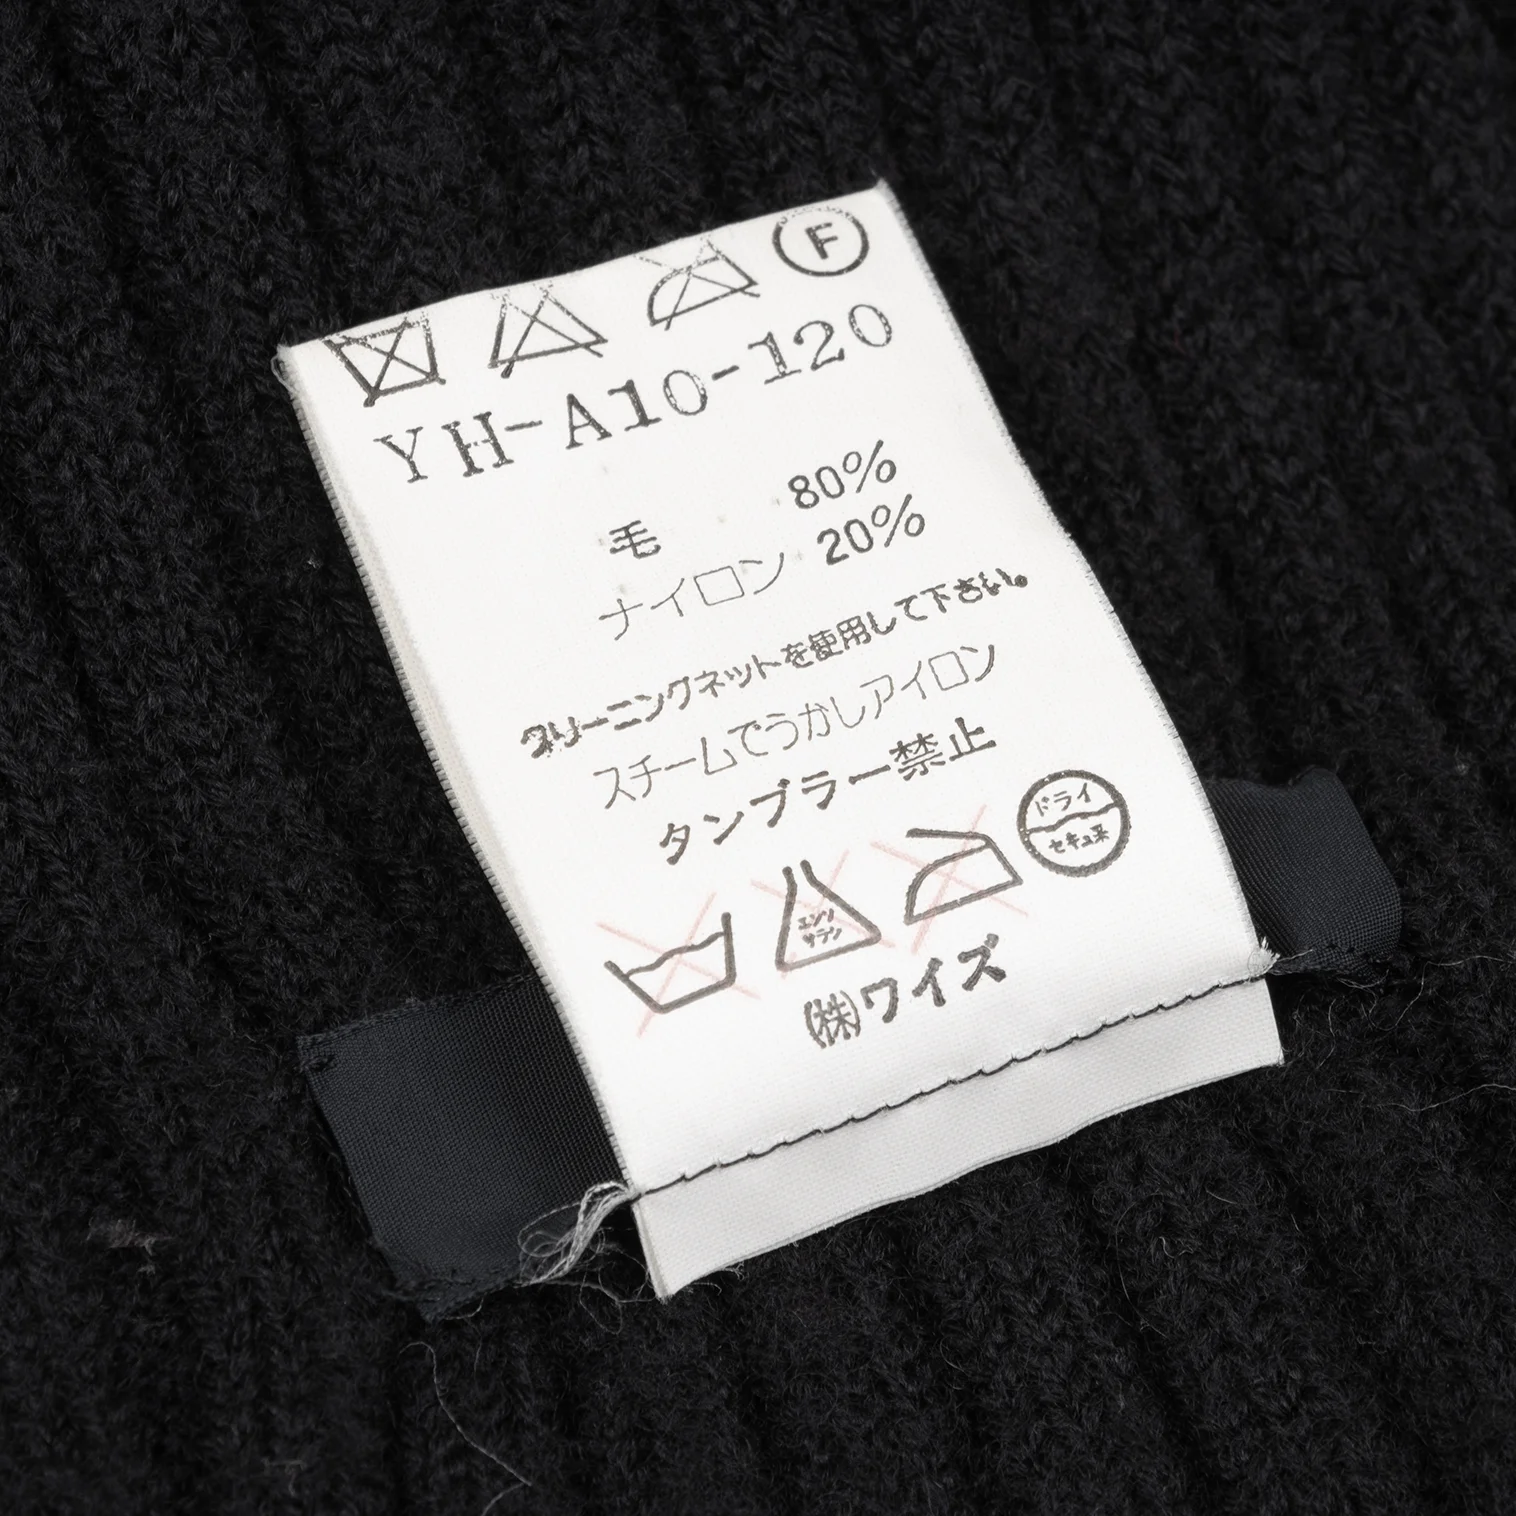 F
YH-A10-120
毛 80%
ナイロン 20%
クリーニングネットを使用して下さい。
スチームでうかしアイロン
タンブラー禁止
ドライ
セキユ系
エンソ
サラシ
㈱ワイズ